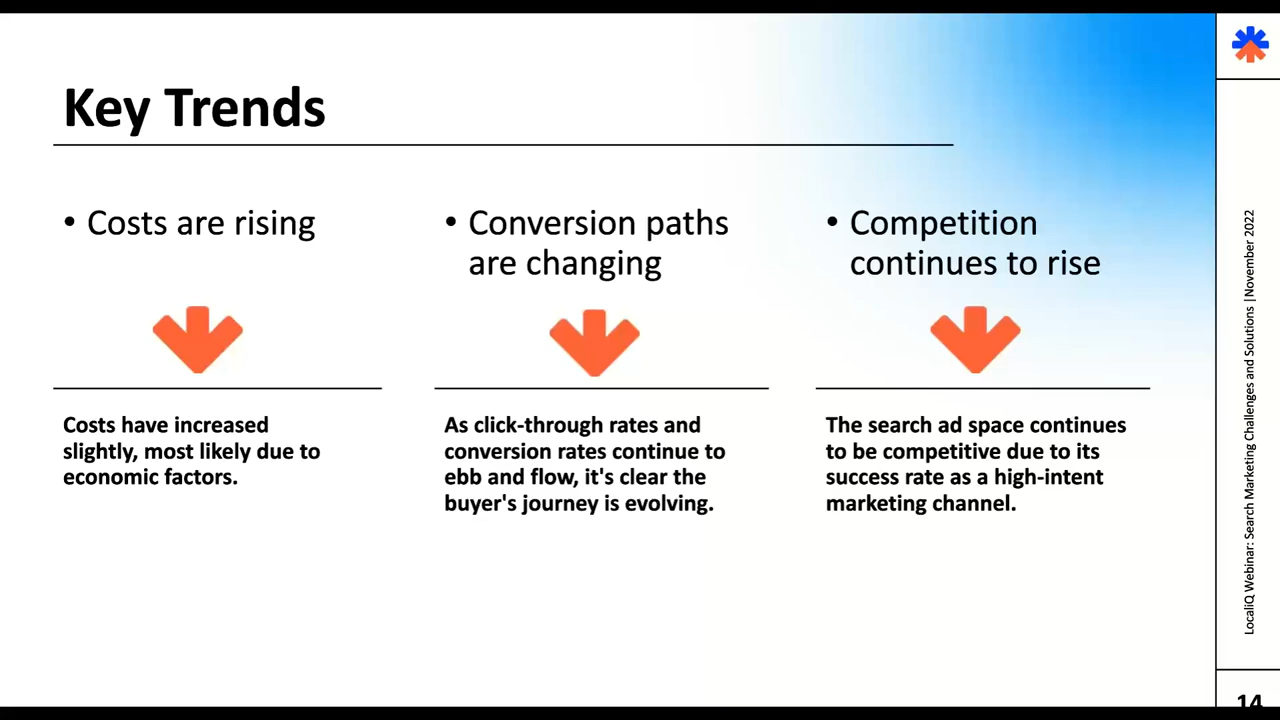 Key Trends
• Costs are rising
Costs have increased
slightly, most likely due to
economic factors.
• Conversion paths
are changing
As click-through rates and
conversion rates continue to
ebb and flow, it's clear the
buyer's journey is evolving.
• Competition
continues to rise
The search ad space continues
to be competitive due to its
success rate as a high-intent
marketing channel.
LocaliQ Webinar: Search Marketing Challenges and Solutions | November 2022
14